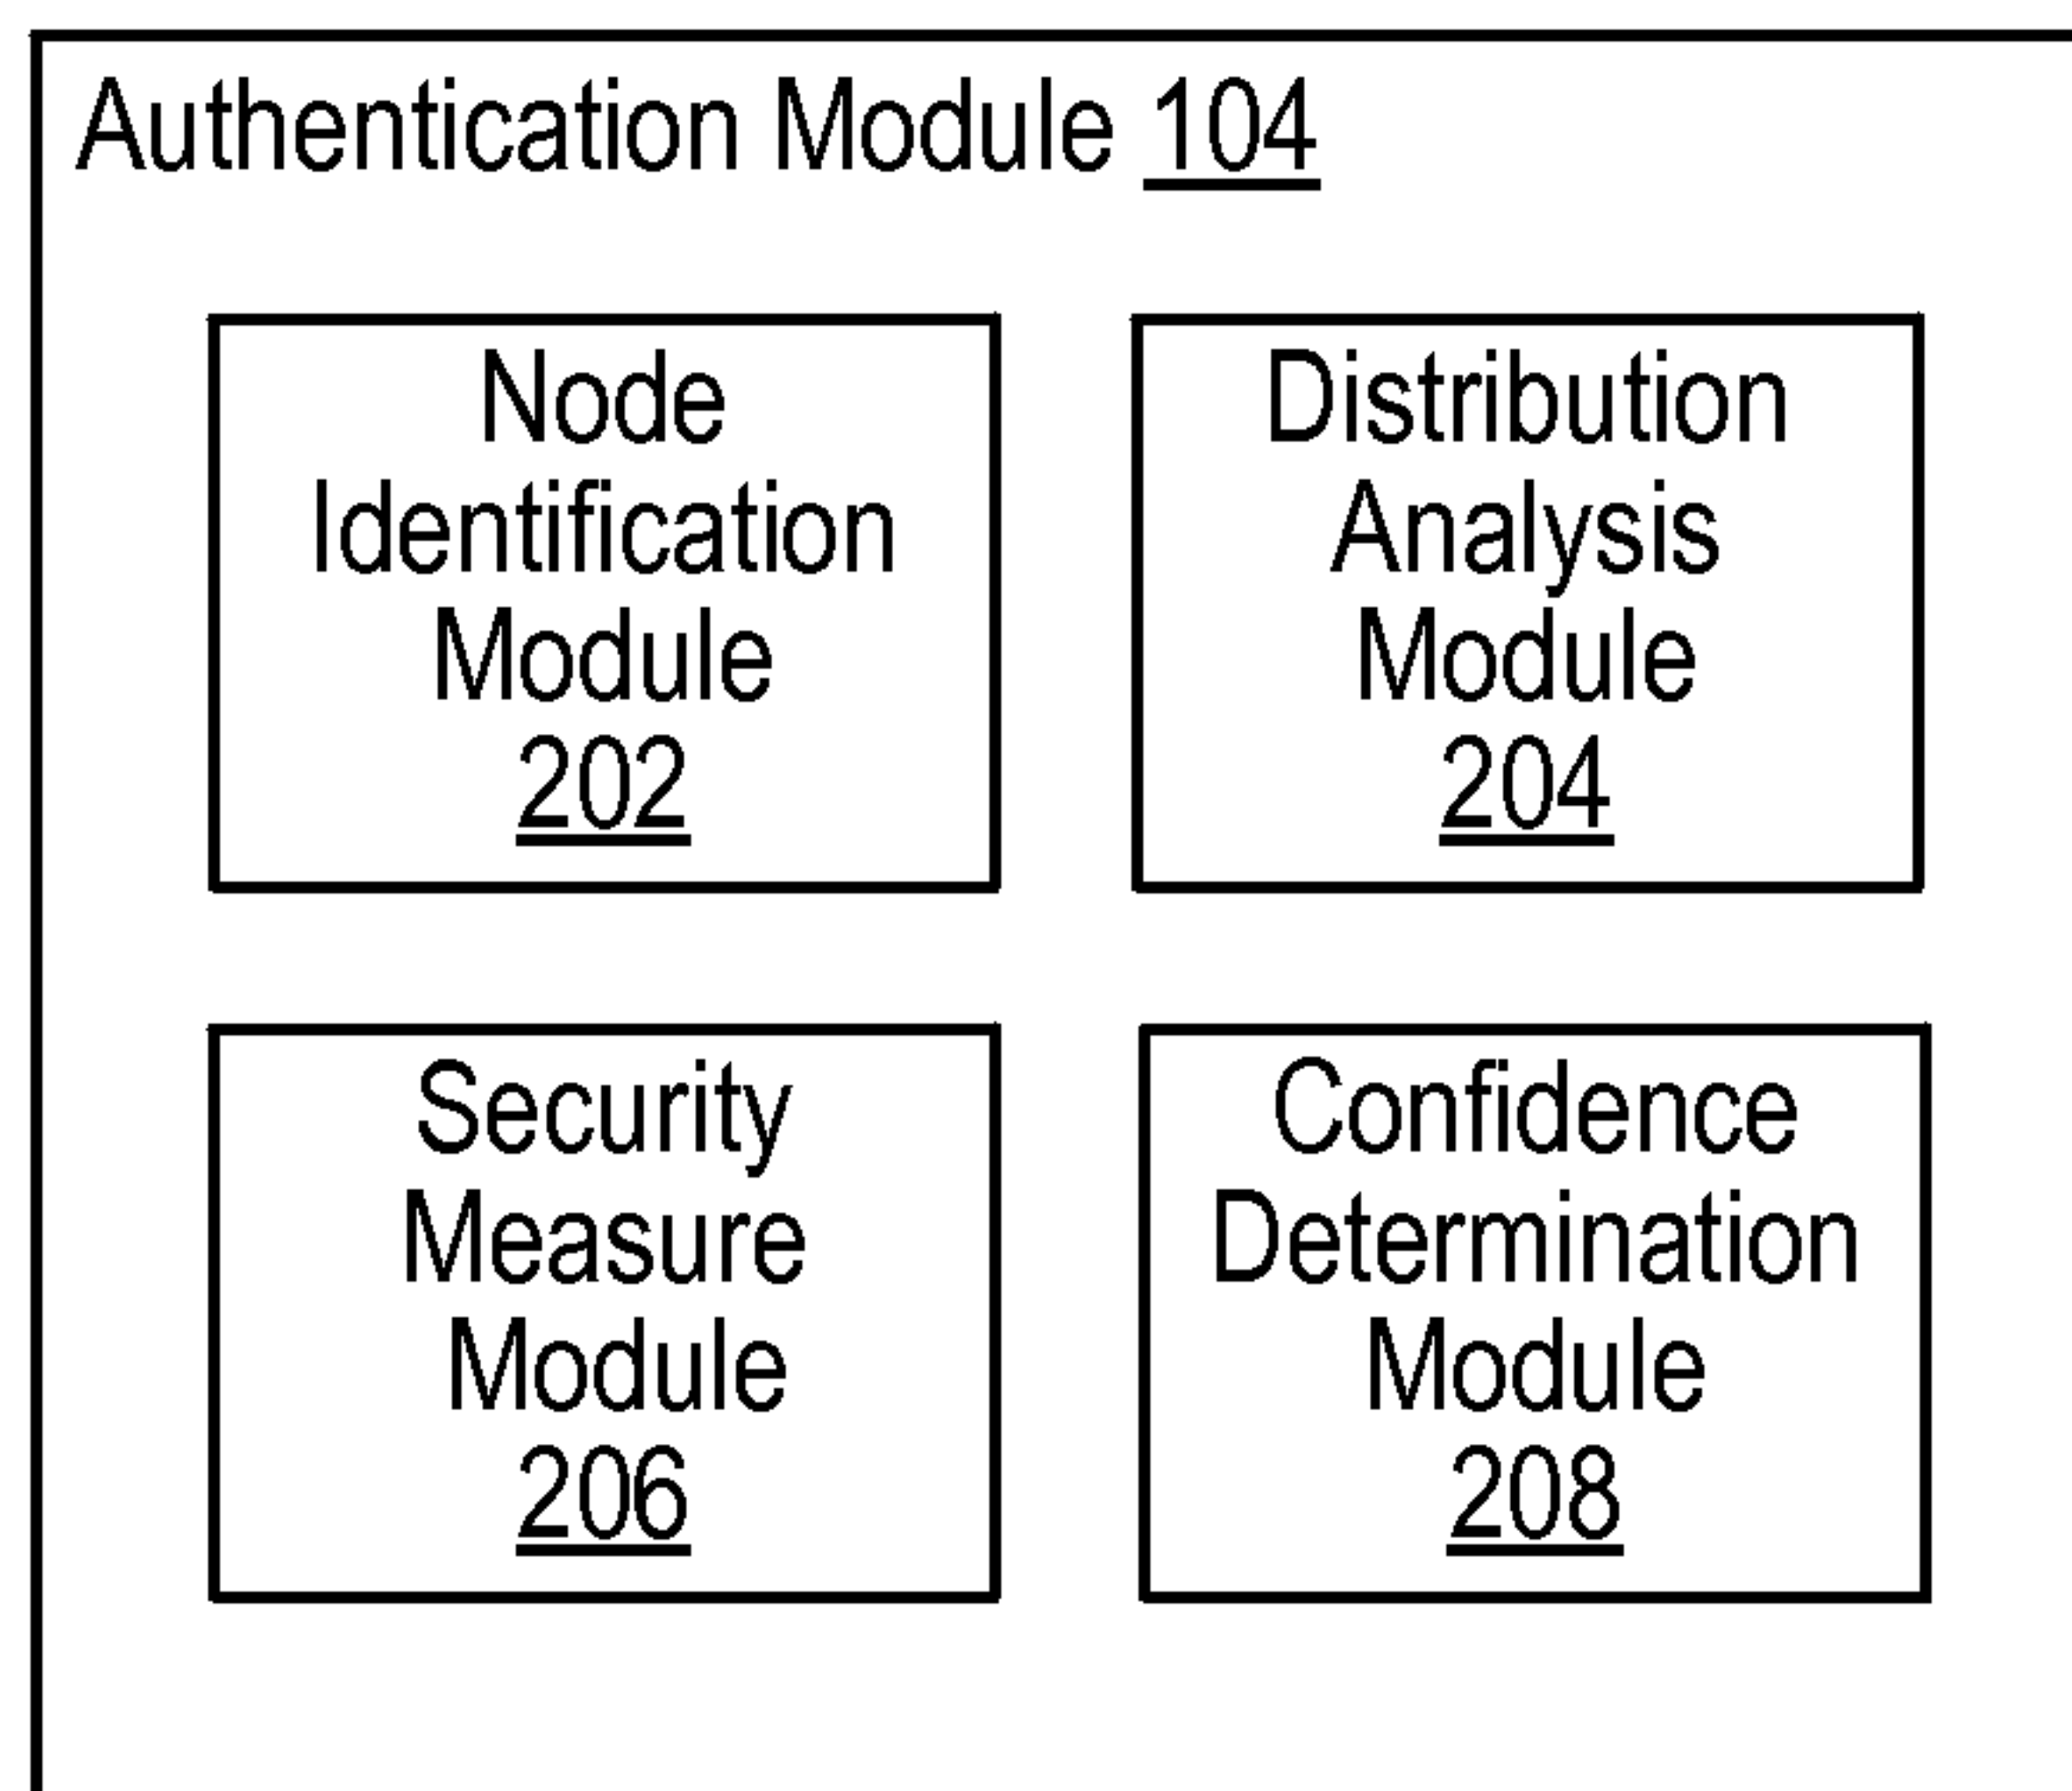 Authentication Module 104
Node
Identification
Module
202
Distribution
Analysis
Module
204
Security
Measure
Module
206
Confidence
Determination
Module
208